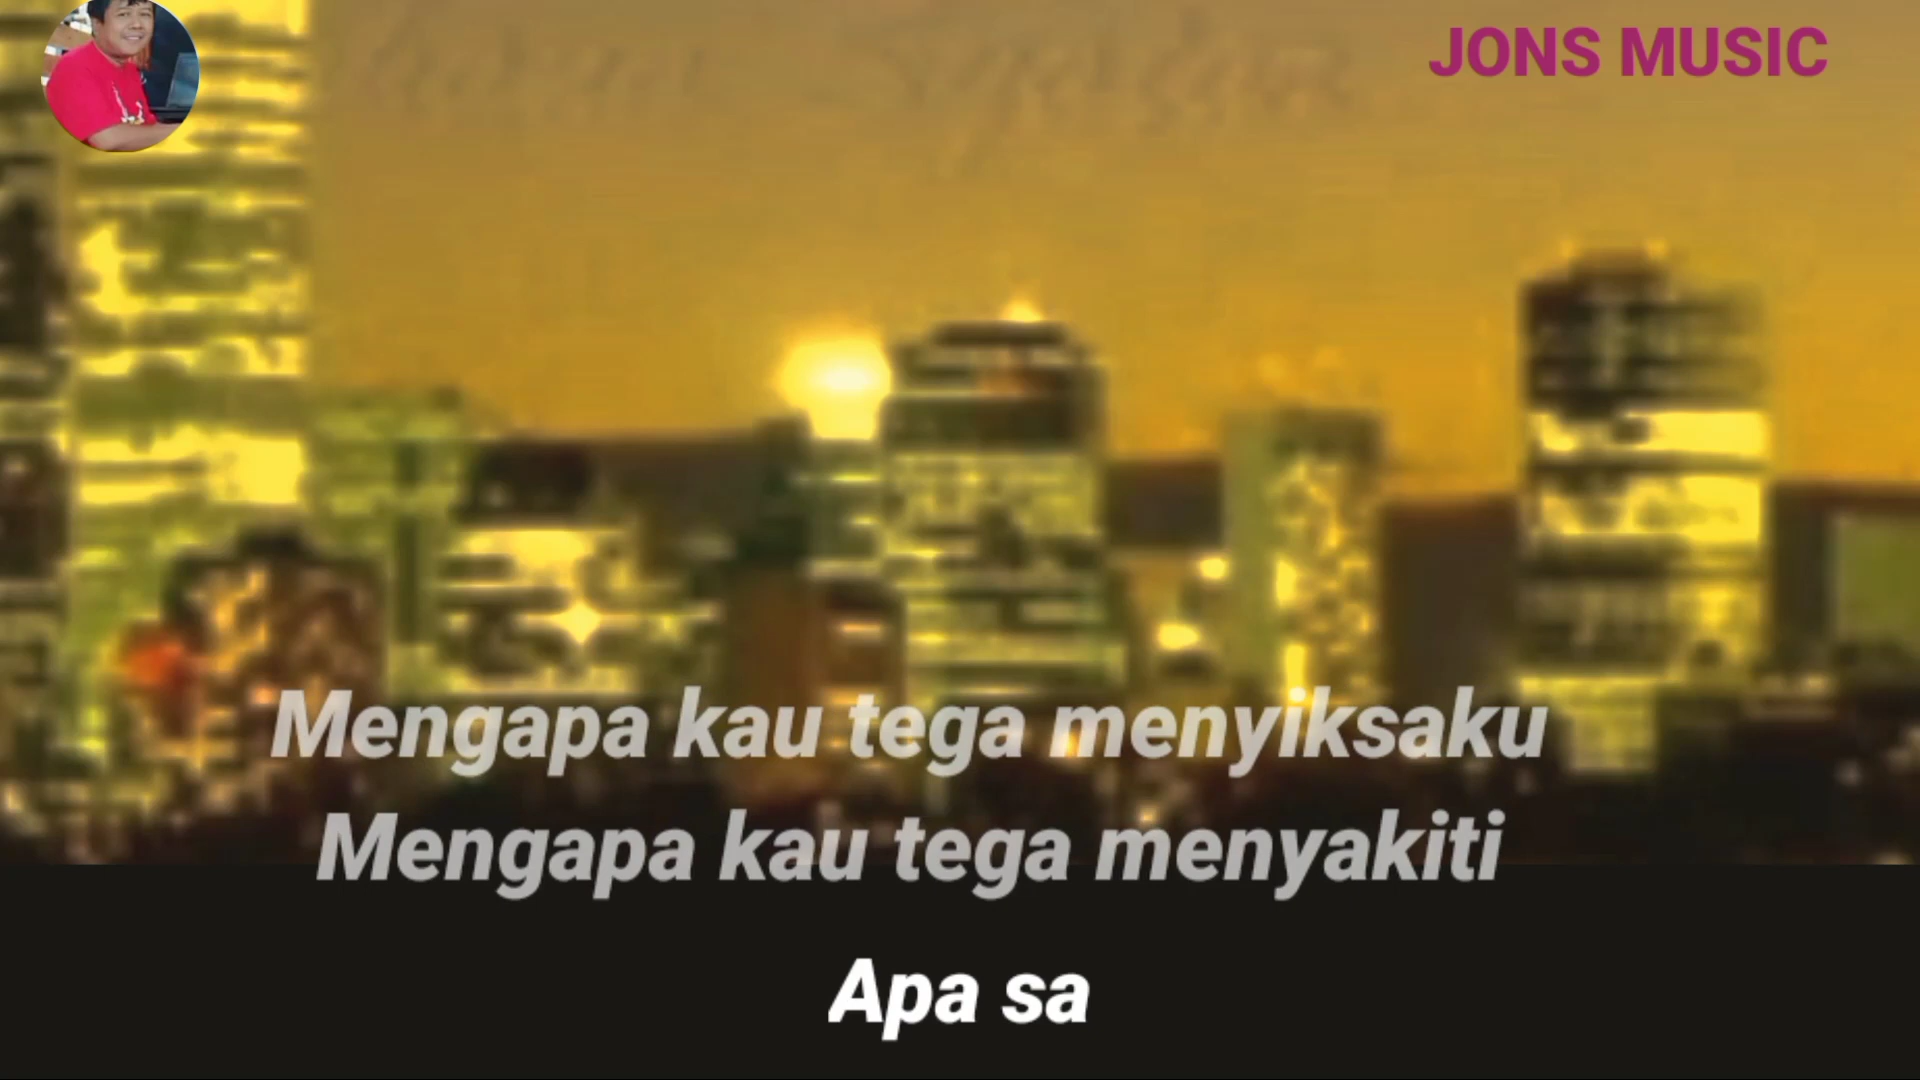 JONS MUSIC
Mengapa kau tega menyiksaku
Mengapa kau tega menyakiti
Apa sa